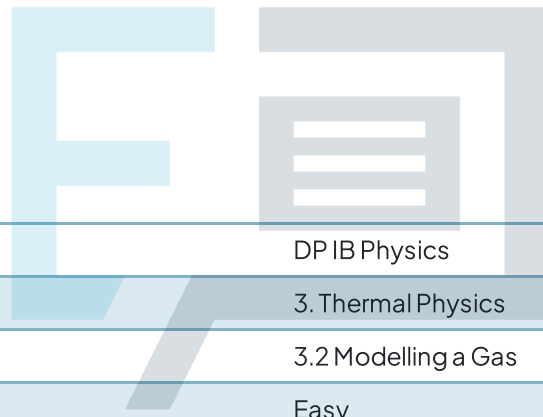 DP IB Physics
3. Thermal Physics
3.2 Modelling a Gas
Easy